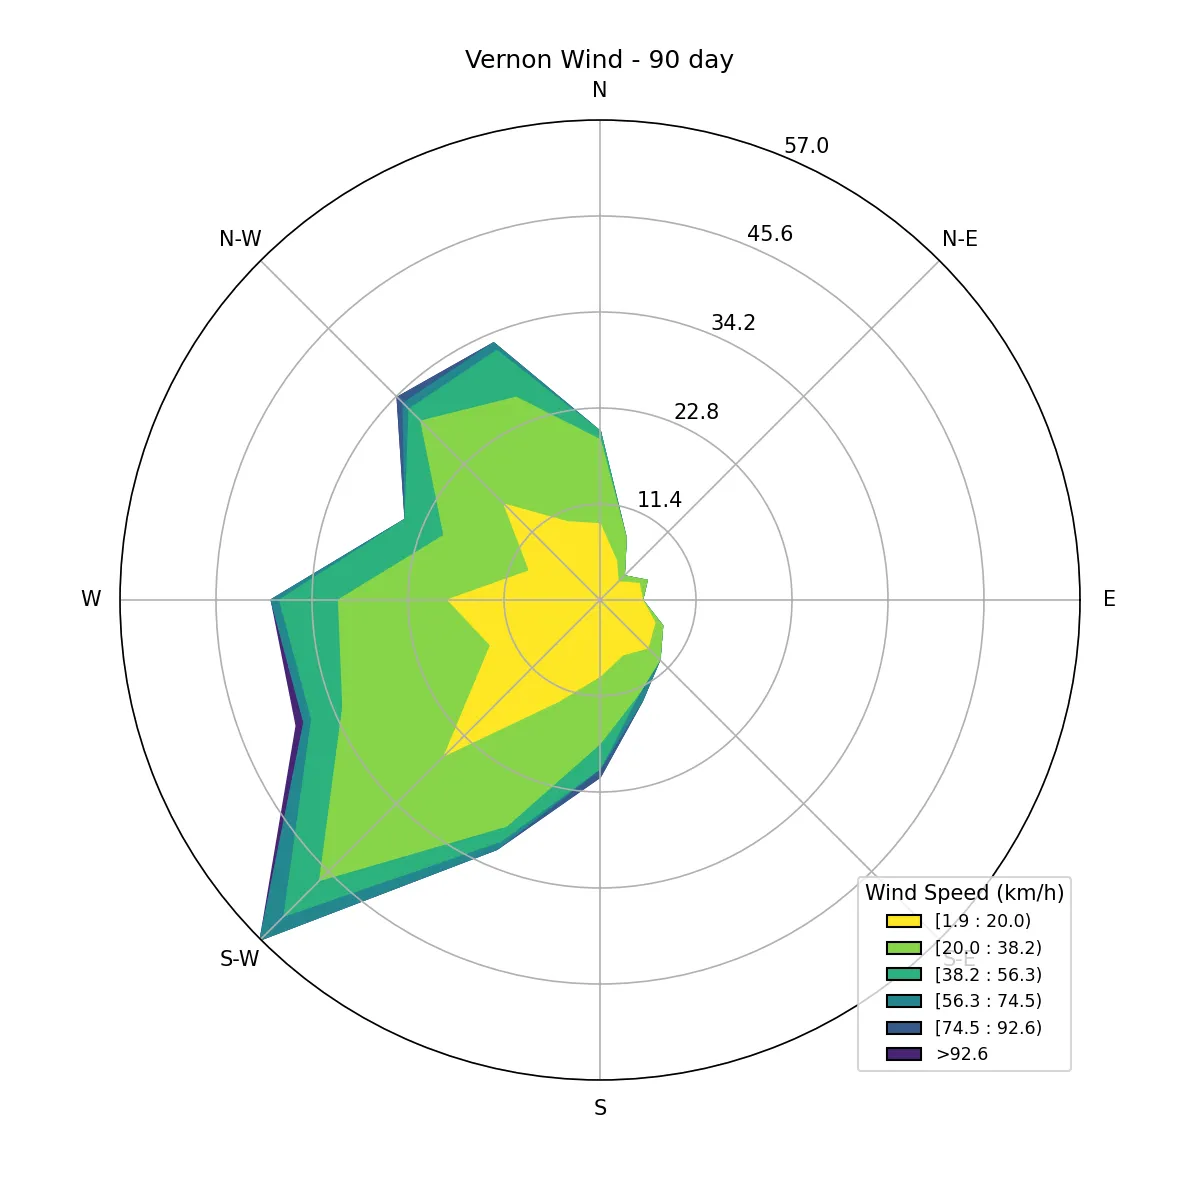 Vernon Wind - 90 day
N
57.0
N-W
45.6
N-E
34.2
22.8
11.4
W
E
S-W
S-E
Wind Speed (km/h)
[1.9 : 20.0)
[20.0 : 38.2)
[38.2 : 56.3)
[56.3 : 74.5)
[74.5 : 92.6)
>92.6
S